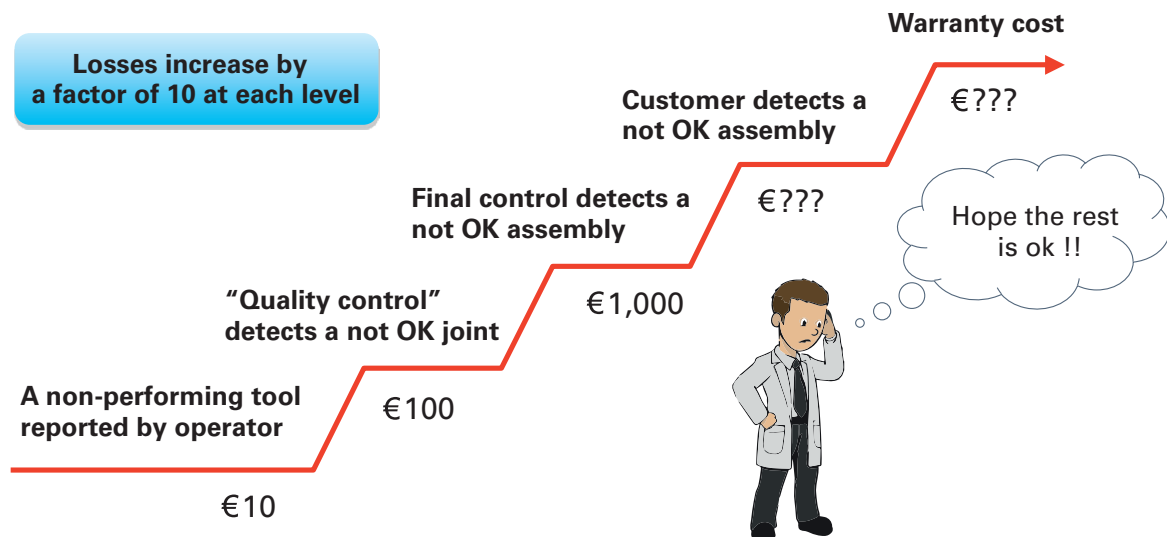 Losses increase by
a factor of 10 at each level
Warranty cost
€???
Customer detects a
not OK assembly
€???
Final control detects a
not OK assembly
€1,000
“Quality control”
detects a not OK joint
€100
A non-performing tool
reported by operator
€10
Hope the rest
is ok !!